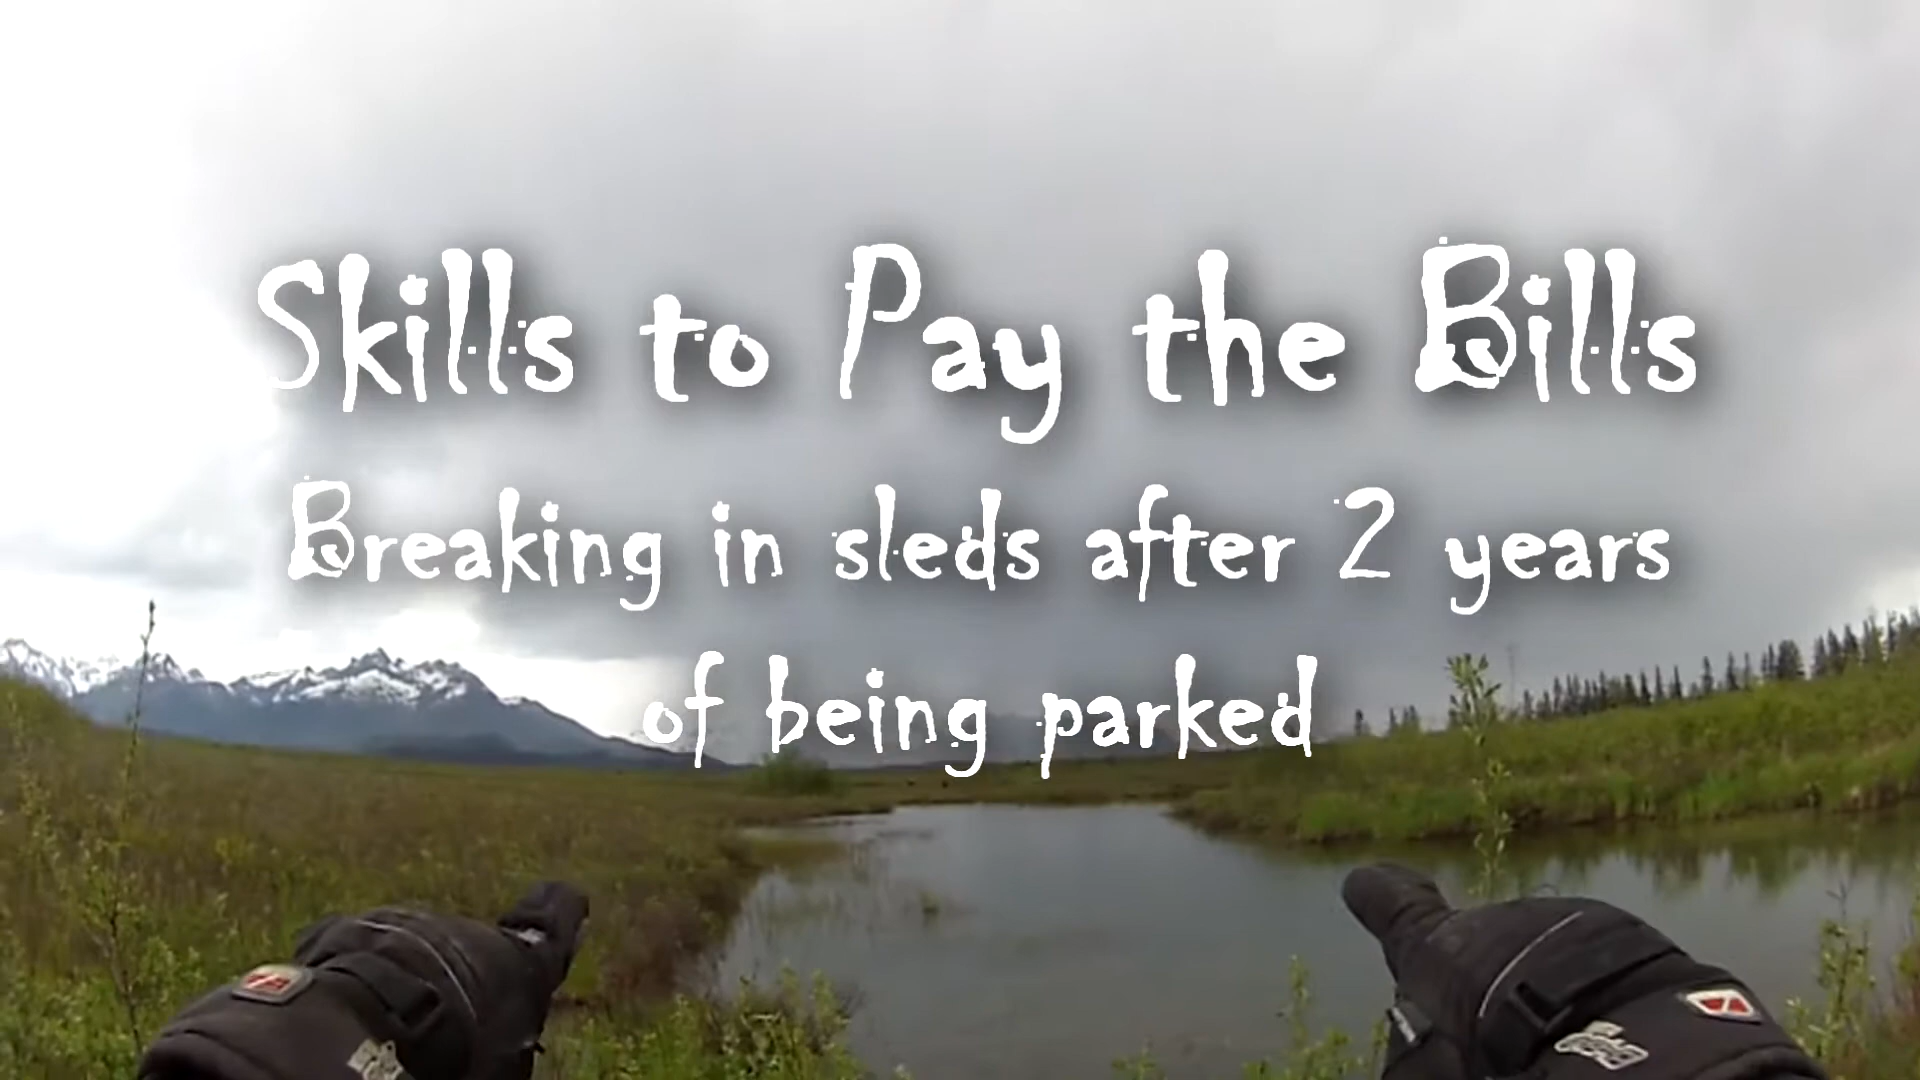 Skills to Pay the Bills
Breaking in sleds after 2 years
of being parked